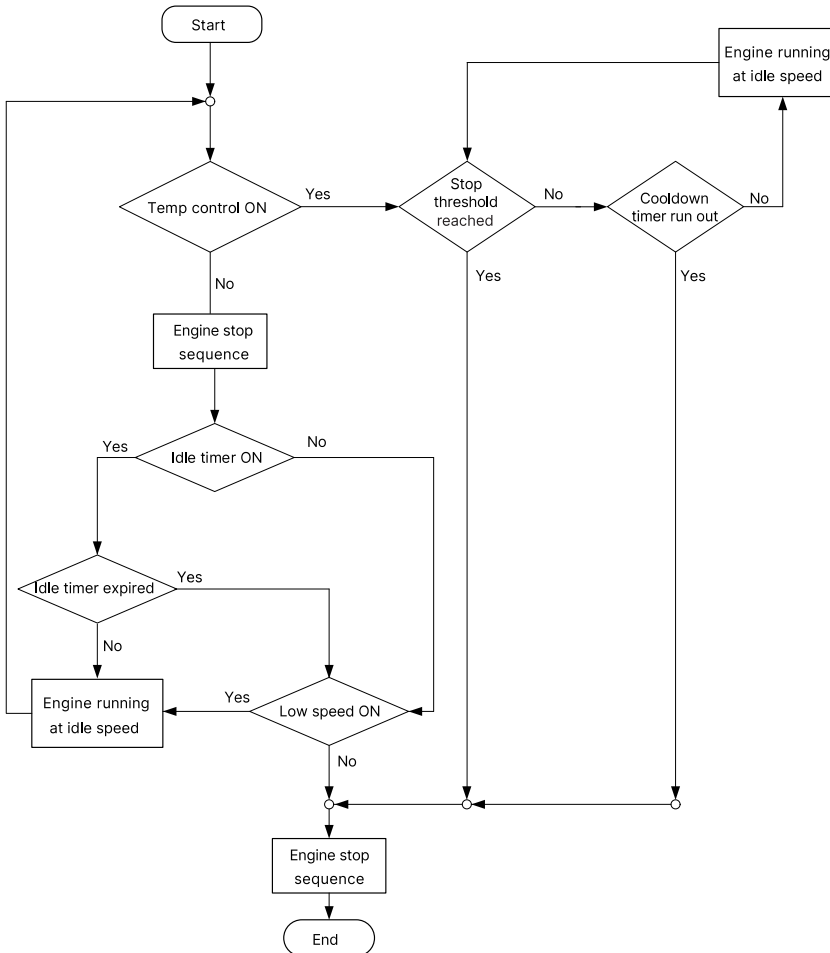 Start
Engine running
at idle speed
Temp control ON
Yes
Stop
threshold
reached
No
Cooldown
timer run out
No
No
Yes
Yes
Engine stop
sequence
Yes
Idle timer ON
No
Idle timer expired
Yes
No
Engine running
at idle speed
Yes
Low speed ON
No
Engine stop
sequence
End